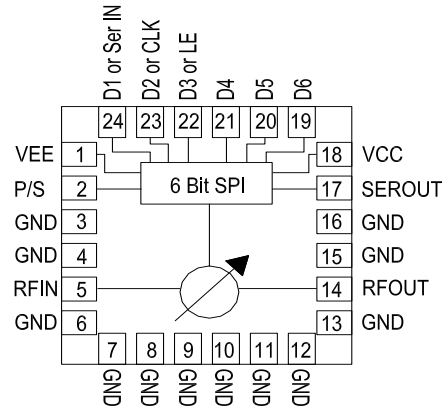 D1 or Ser IN
D2 or CLK
D3 or LE
D4
D5
D6
24 23 22 21 20 19
VEE 1 18 VCC
6 Bit SPI
P/S 2 17 SEROUT
GND 3 16 GND
GND 4 15 GND
RFIN 5 14 RFOUT
GND 6 13 GND
7 8 9 10 11 12
GND GND GND GND GND GND